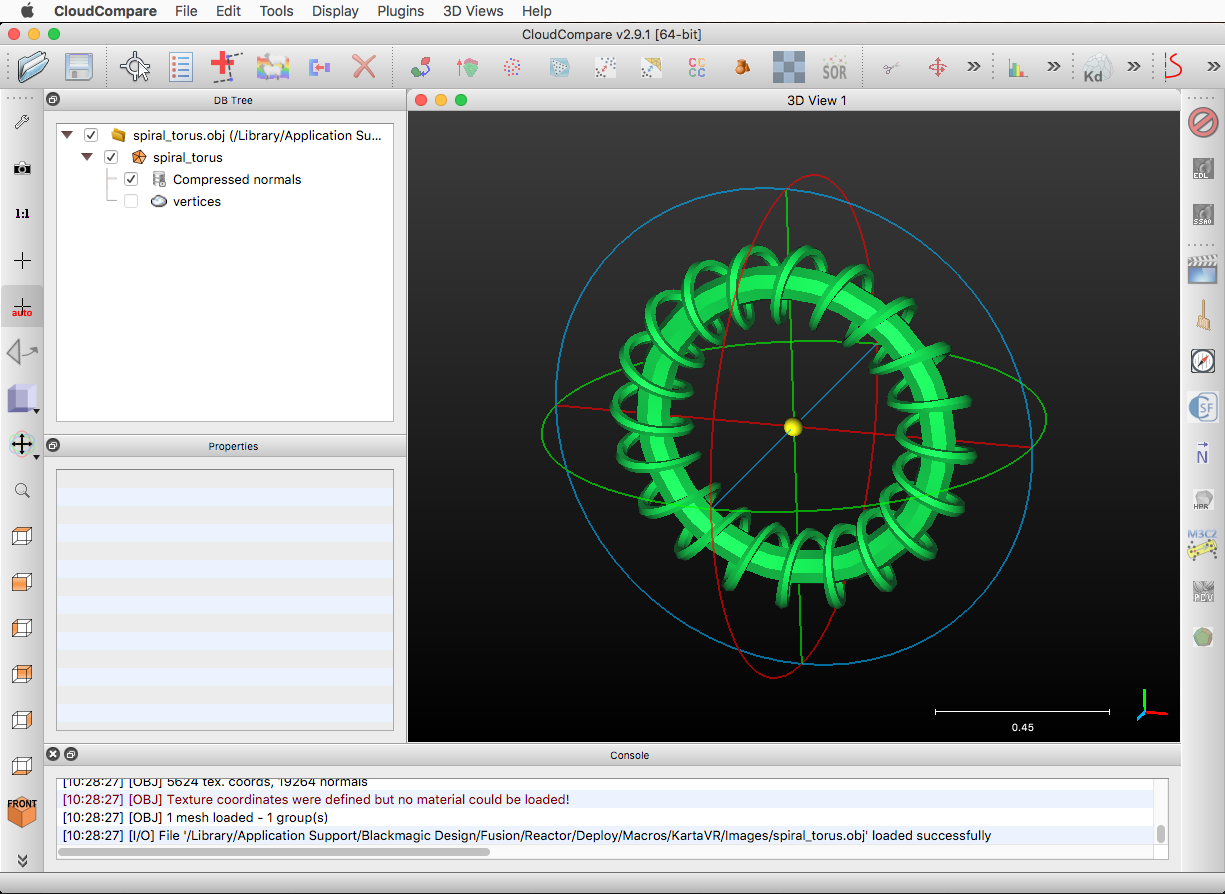 CloudCompare File Edit Tools Display Plugins 3D Views Help
CloudCompare v2.9.1 [64-bit]
CC
CC
SOR
Kd
DB Tree
3D View 1
spiral_torus.obj (/Library/Application Su...
spiral_torus
Compressed normals
vertices
1:1
auto
Properties
EDL
SSAO
SF
N
HPR
M3C2
PCV
0.45
FRONT
Console
[10:28:27] [OBJ] 5624 tex. coords, 19264 normals
[10:28:27] [OBJ] Texture coordinates were defined but no material could be loaded!
[10:28:27] [OBJ] 1 mesh loaded - 1 group(s)
[10:28:27] [I/O] File '/Library/Application Support/Blackmagic Design/Fusion/Reactor/Deploy/Macros/KartaVR/Images/spiral_torus.obj' loaded successfully